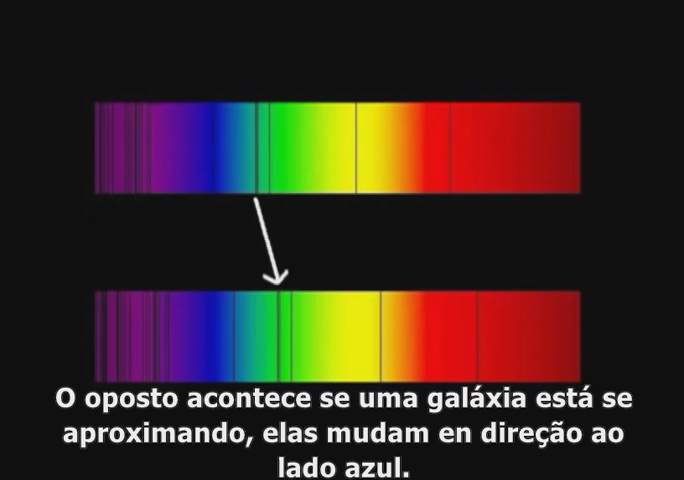 O oposto acontece se uma galáxia está se
aproximando, elas mudam en direção ao
lado azul.